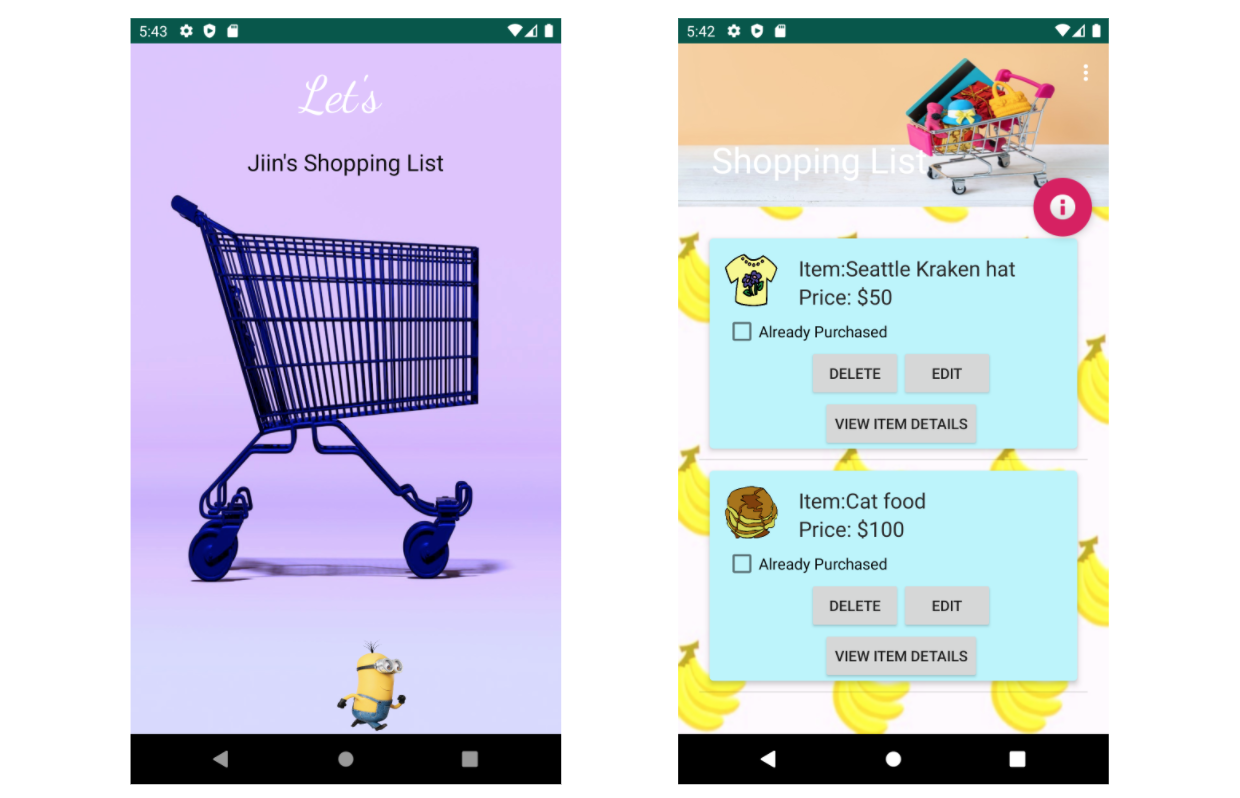 5:43
Let's
Jiin's Shopping List
5:42
Shopping List
Item:Seattle Kraken hat
Price: $50
Already Purchased
DELETE EDIT
VIEW ITEM DETAILS
Item:Cat food
Price: $100
Already Purchased
DELETE EDIT
VIEW ITEM DETAILS